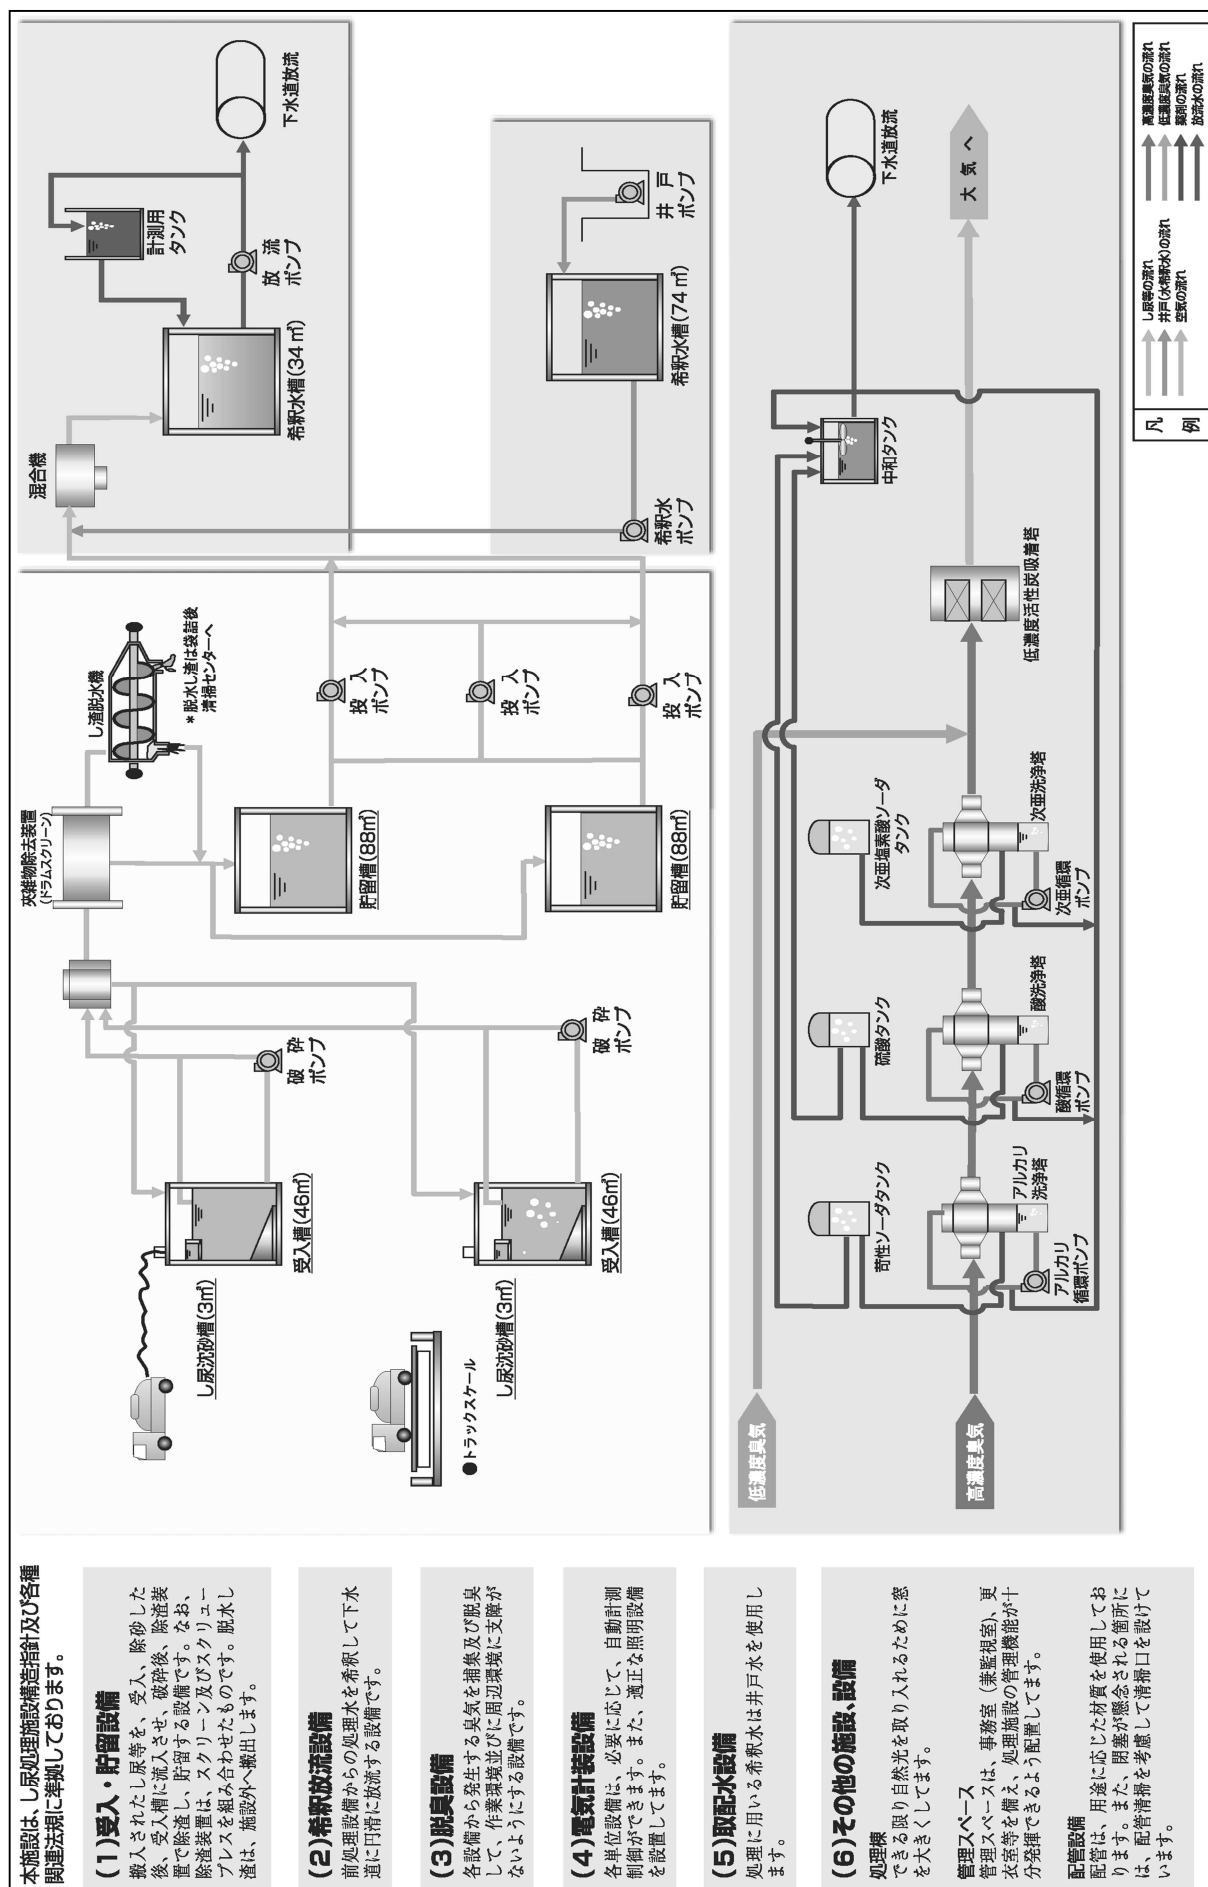 本施設は、し尿処理施設構造指針及び各種
関連法規に準拠しております。
(1)受入・貯留設備
搬入されたし尿等を、受入、除砂した
後、受入槽に流入させ、破砕後、除渣装
置で除渣し、貯留する設備です。なお、
除渣装置は、スクリーン及びスクリュー
プレスを組み合わせたものです。脱水し
渣は、施設外へ搬出します。
(2)希釈放流設備
前処理設備からの処理水を希釈して下水
道に円滑に放流する設備です。
(3)脱臭設備
各設備から発生する臭気を捕集及び脱臭
して、作業環境並びに周辺環境に支障が
ないようにする設備です。
(4)電気計装設備
各単位設備は、必要に応じて、自動計測
制御ができます。また、適正な照明設備
を設置してます。
(5)取配水設備
処理に用いる希釈水は井戸水を使用し
ます。
(6)その他の施設、設備
処理棟
できる限り自然光を取り入れるために窓
を大きくしてます。
管理スペース
管理スペースは、事務室（兼監視室）、更
衣室等を備え、処理施設の管理機能が十
分発揮できるよう配置してます。
配管設備
配管は、用途に応じた材質を使用してお
ります。また、閉塞が懸念される箇所に
は、配管清掃を考慮して清掃口を設けて
います。
し尿沈砂槽(3㎥)
受入槽(46㎥)
破砕
ポンプ
●トラックスケール
し尿沈砂槽(3㎥)
受入槽(46㎥)
破砕
ポンプ
夾雑物除去装置
(ドラムスクリーン)
し渣脱水機
＊脱水し渣は袋詰後
清掃センターへ
貯留槽(88㎥)
貯留槽(88㎥)
投入
ポンプ
投入
ポンプ
投入
ポンプ
混合機
希釈水槽(34㎥)
計測用
タンク
放流
ポンプ
下水道放流
希釈水
ポンプ
希釈水槽(74㎥)
井戸
ポンプ
低濃度臭気
高濃度臭気
苛性ソーダタンク
アルカリ
洗浄塔
アルカリ
循環ポンプ
硫酸タンク
酸洗浄塔
酸循環
ポンプ
次亜塩素酸ソーダ
タンク
次亜洗浄塔
次亜循環
ポンプ
低濃度活性炭吸着塔
中和タンク
下水道放流
大気へ
凡例
し尿等の流れ
井戸(水希釈水)の流れ
空気の流れ
高濃度臭気の流れ
低濃度臭気の流れ
薬剤の流れ
放流水の流れ